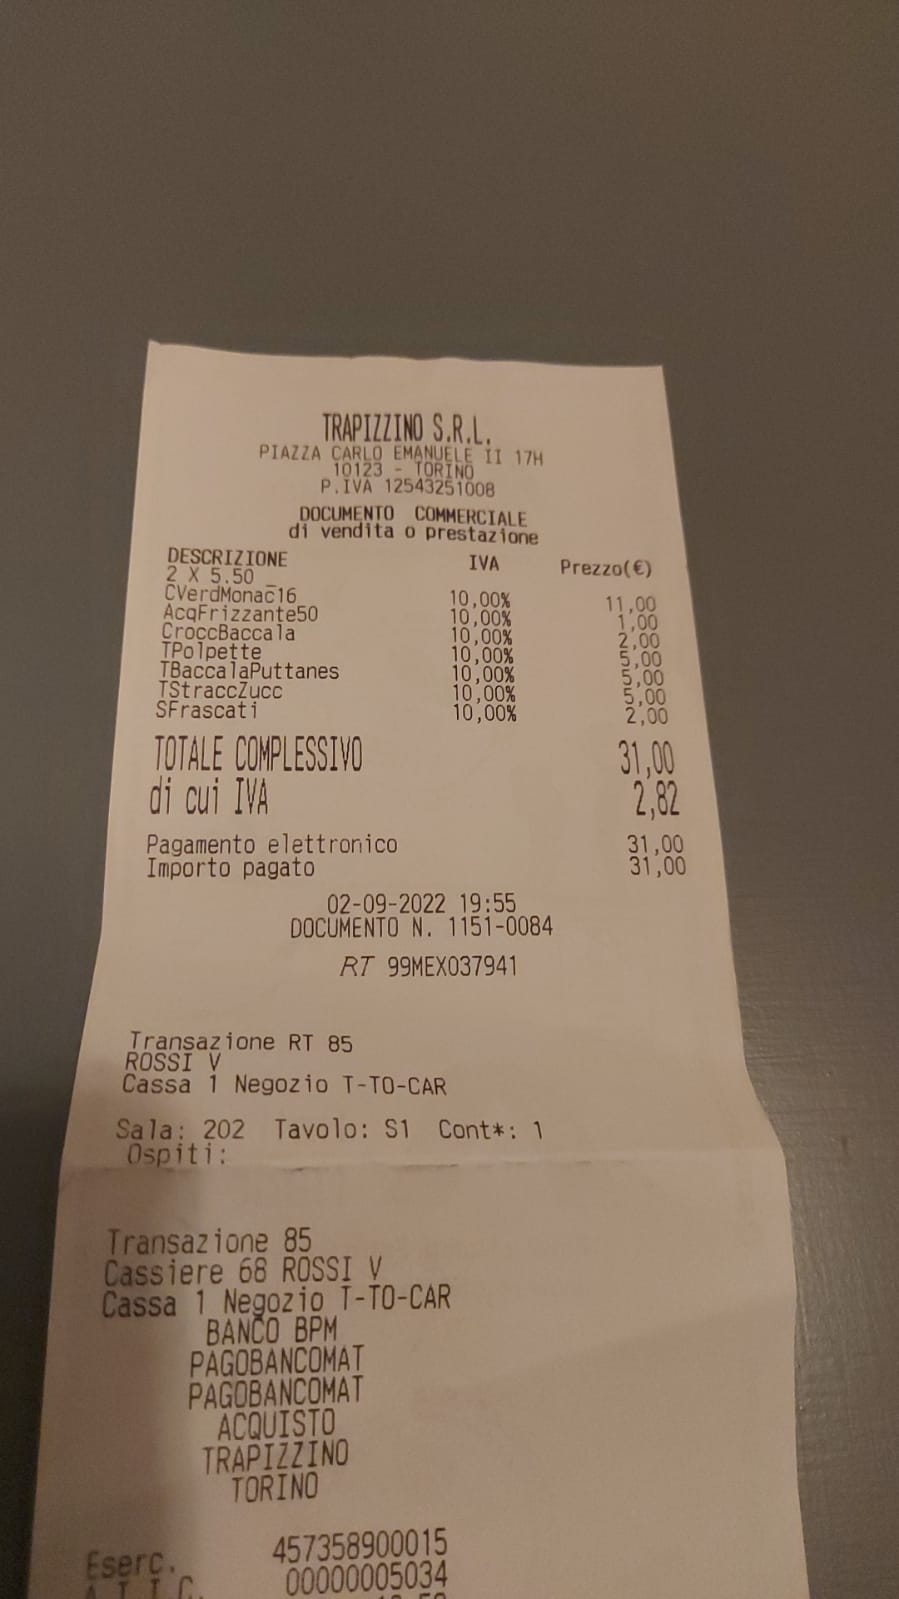 TRAPIZZINO S.R.L.
PIAZZA CARLO EMANUELE II 17H
10123 - TORINO
P.IVA 12543251008
DOCUMENTO COMMERCIALE
di vendita o prestazione
DESCRIZIONE IVA Prezzo(€)
2 X 5.50 _
CVerdMonac16 10,00% 11,00
AcqFrizzante50 10,00% 1,00
CroccBaccala 10,00% 2,00
TPolpette 10,00% 5,00
TBaccalaPuttanes 10,00% 5,00
TStraccZucc 10,00% 5,00
SFrascati 10,00% 2,00
TOTALE COMPLESSIVO 31,00
di cui IVA 2,82
Pagamento elettronico 31,00
Importo pagato 31,00
02-09-2022 19:55
DOCUMENTO N. 1151-0084
RT 99MEX037941
Transazione RT 85
ROSSI V
Cassa 1 Negozio T-TO-CAR
Sala: 202 Tavolo: S1 Cont*: 1
Ospiti:
Transazione 85
Cassiere 68 ROSSI V
Cassa 1 Negozio T-TO-CAR
BANCO BPM
PAGOBANCOMAT
PAGOBANCOMAT
ACQUISTO
TRAPIZZINO
TORINO
Eserc. 457358900015
00000005034